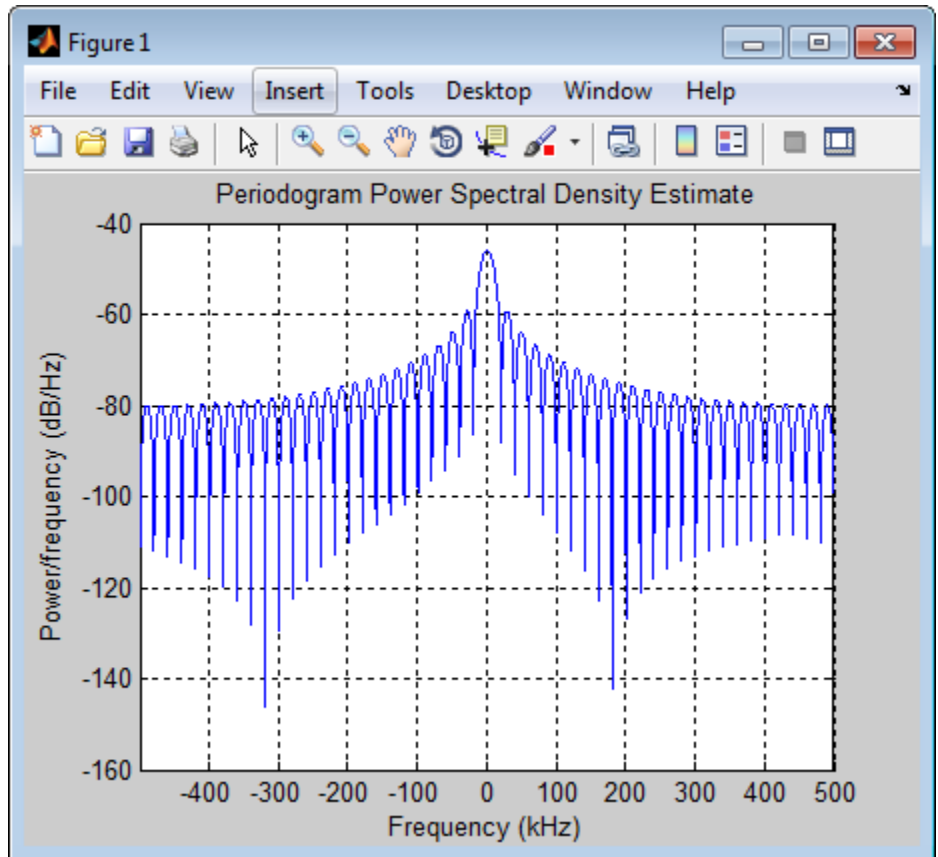 Figure 1
File Edit View Insert Tools Desktop Window Help
Periodogram Power Spectral Density Estimate
Power/frequency (dB/Hz)
-40
-60
-80
-100
-120
-140
-160
-400 -300 -200 -100 0 100 200 300 400 500
Frequency (kHz)